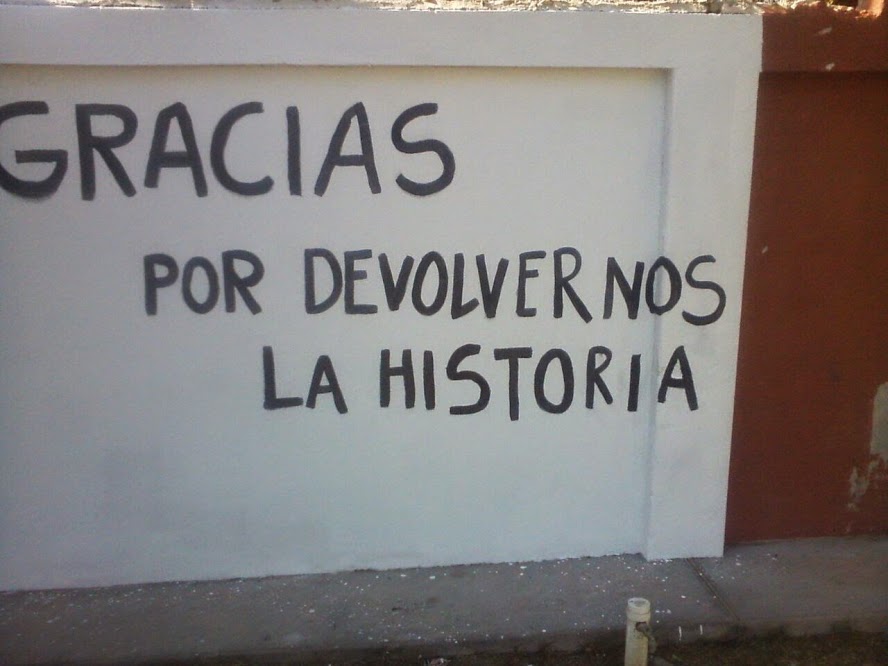 GRACIAS
POR DEVOLVERNOS
LA HISTORIA